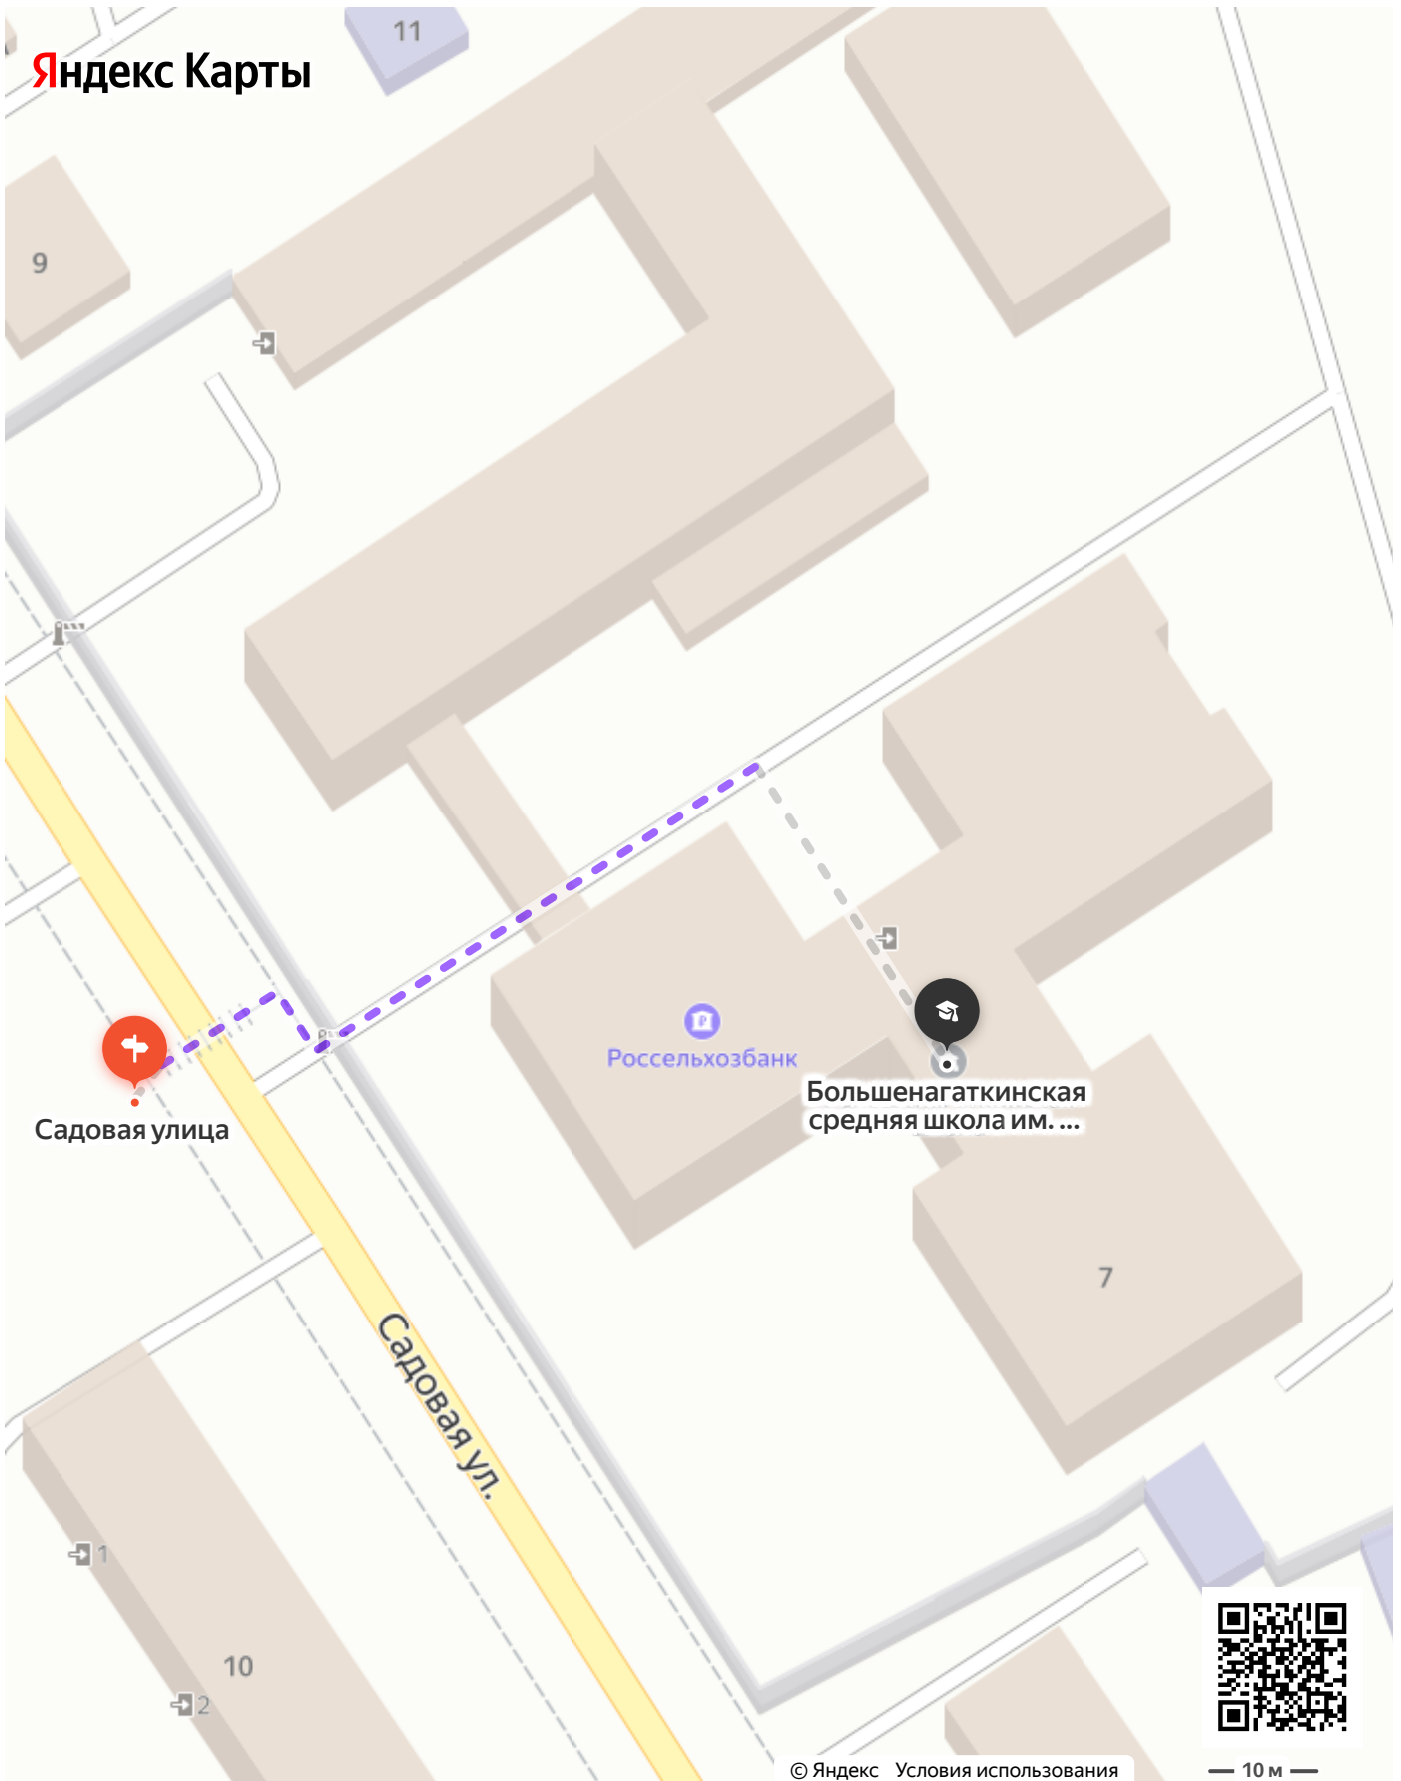 11
Яндекс Карты
9
Россельхозбанк
Большенагаткинская
средняя школа им. ...
Садовая улица
7
Садовая ул.
1
10
2
© Яндекс Условия использования
10 м